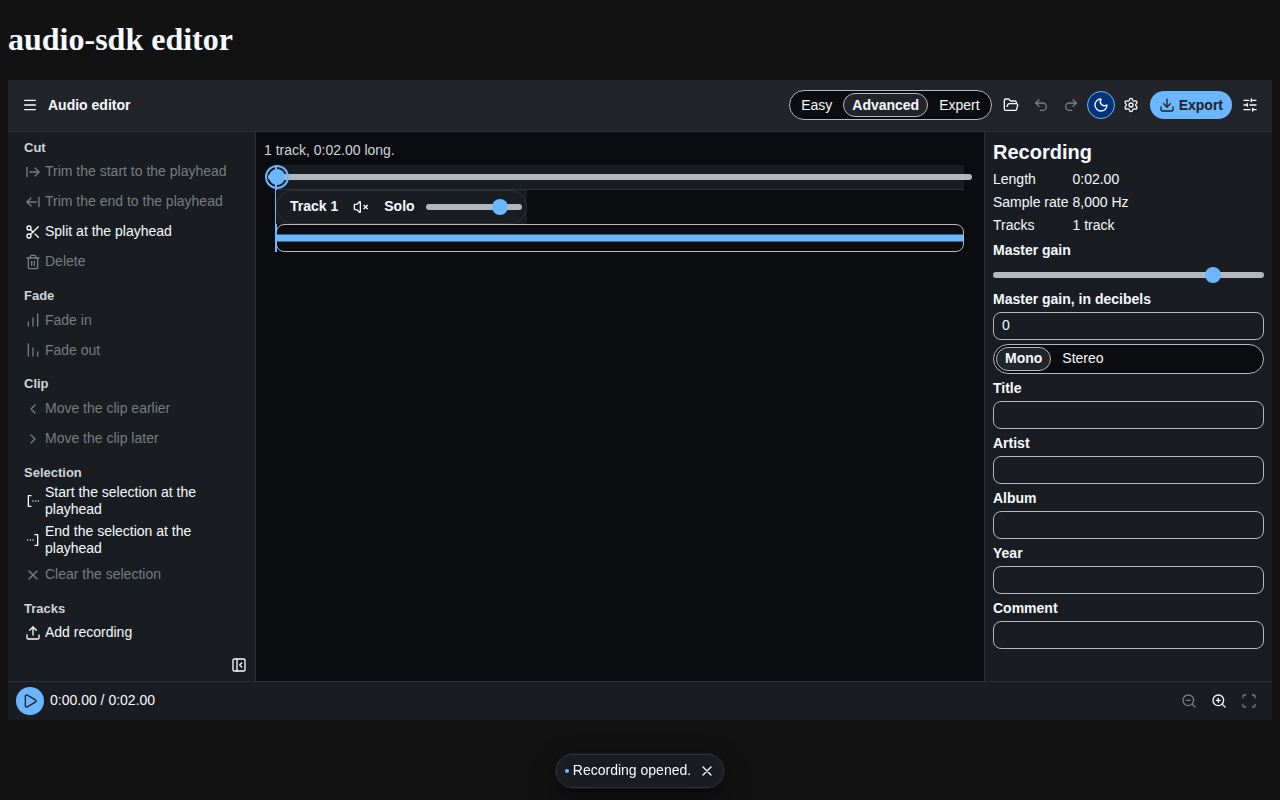 audio-sdk editor
Audio editor
Easy Advanced Expert
Export
Cut
Trim the start to the playhead
Trim the end to the playhead
Split at the playhead
Delete
Fade
Fade in
Fade out
Clip
Move the clip earlier
Move the clip later
Selection
Start the selection at the
playhead
End the selection at the
playhead
Clear the selection
Tracks
Add recording
1 track, 0:02.00 long.
Track 1 Solo
Recording
Length 0:02.00
Sample rate 8,000 Hz
Tracks 1 track
Master gain
Master gain, in decibels
0
Mono Stereo
Title
Artist
Album
Year
Comment
0:00.00 / 0:02.00
Recording opened.